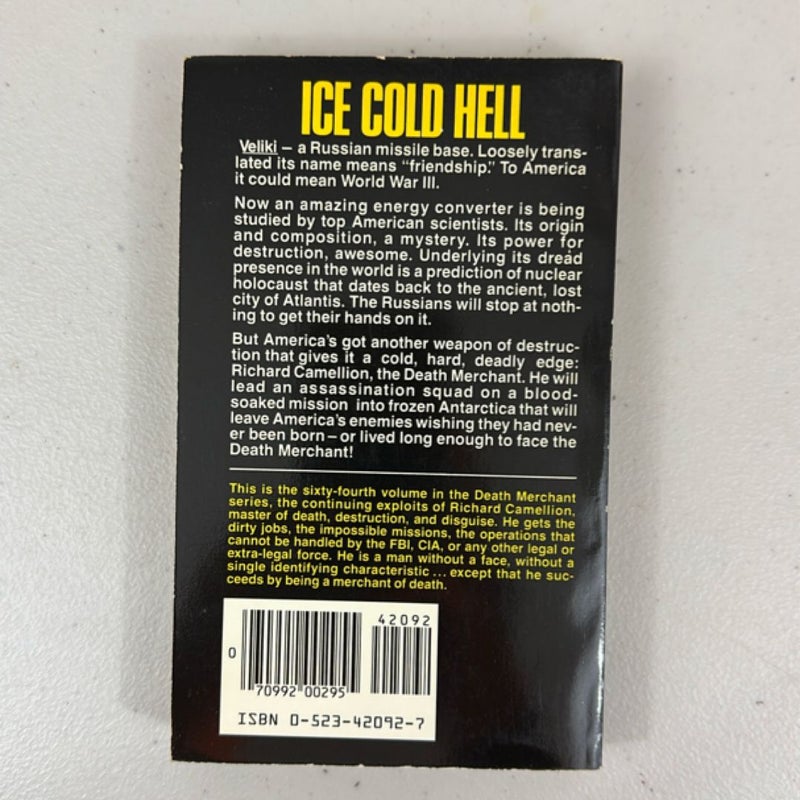 ICE COLD HELL
Veliki – a Russian missile base. Loosely trans-
lated its name means “friendship.” To America
it could mean World War III.
Now an amazing energy converter is being
studied by top American scientists. Its origin
and composition, a mystery. Its power for
destruction, awesome. Underlying its dread
presence in the world is a prediction of nuclear
holocaust that dates back to the ancient, lost
city of Atlantis. The Russians will stop at noth-
ing to get their hands on it.
But America's got another weapon of destruc-
tion that gives it a cold, hard, deadly edge:
Richard Camellion, the Death Merchant. He will
lead an assassination squad on a blood-
soaked mission into frozen Antarctica that will
leave America's enemies wishing they had nev-
er been born – or lived long enough to face the
Death Merchant!
This is the sixty-fourth volume in the Death Merchant
series, the continuing exploits of Richard Camellion,
master of death, destruction, and disguise. He gets the
dirty jobs, the impossible missions, the operations that
cannot be handled by the FBI, CIA, or any other legal or
extra-legal force. He is a man without a face, without a
single identifying characteristic ... except that he suc-
ceeds by being a merchant of death.
42092
0
70992 00295
ISBN 0-523-42092-7